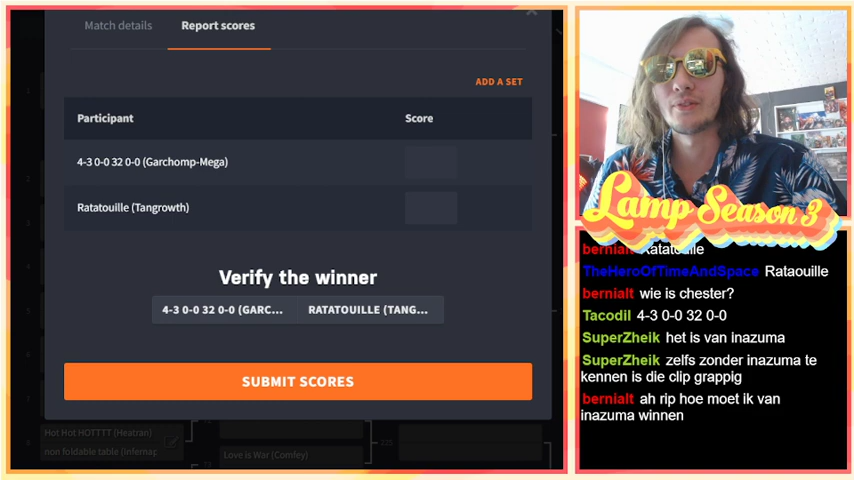 Match details
Report scores
ADD A SET
Participant
Score
4-3 0-0 32 0-0 (Garchomp-Mega)
Ratatouille (Tangrowth)
Verify the winner
4-3 0-0 32 0-0 (GARC...
RATATOUILLE (TANG...
SUBMIT SCORES
Hot Hot HOTTTT (Heatran)
non foldable table (Infernap
Love is War (Comfey)
Lamp Season 3
bernialt Ratatouille
TheHeroOfTimeAndSpace Rataouille
bernialt wie is chester?
Tacodil 4-3 0-0 32 0-0
SuperZheik het is van inazuma
SuperZheik zelfs zonder inazuma te
kennen is die clip grappig
bernialt ah rip hoe moet ik van
inazuma winnen